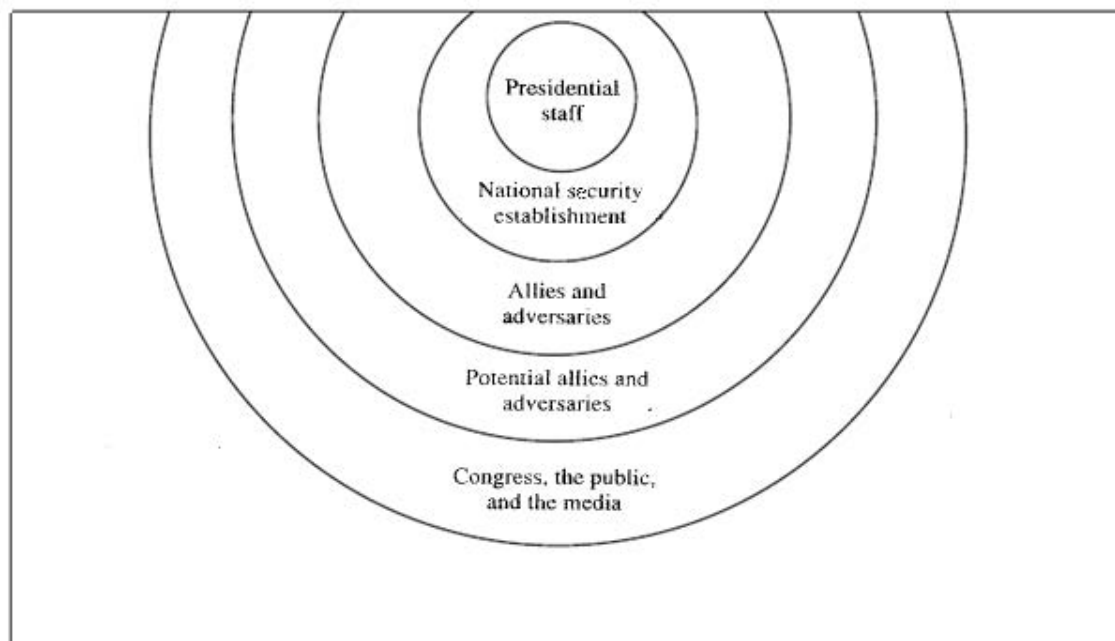 Presidential
staff
National security
establishment
Allies and
adversaries
Potential allies and
adversaries
Congress, the public,
and the media